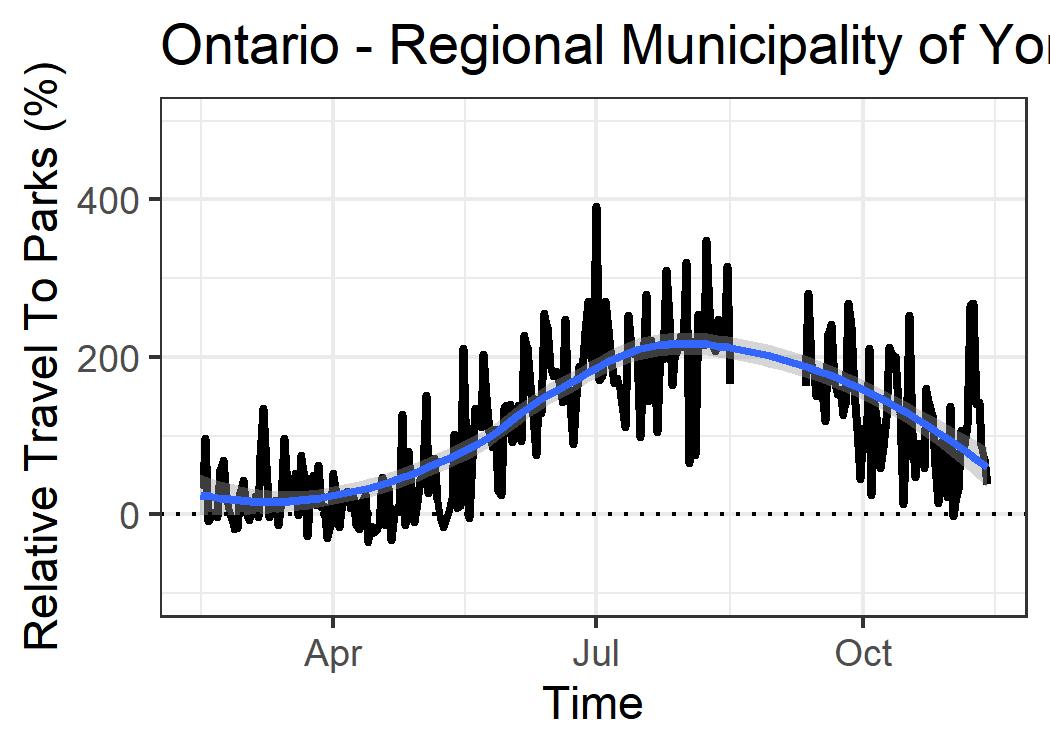 Ontario - Regional Municipality of Yor
Relative Travel To Parks (%)
400
200
0
Apr
Jul
Oct
Time